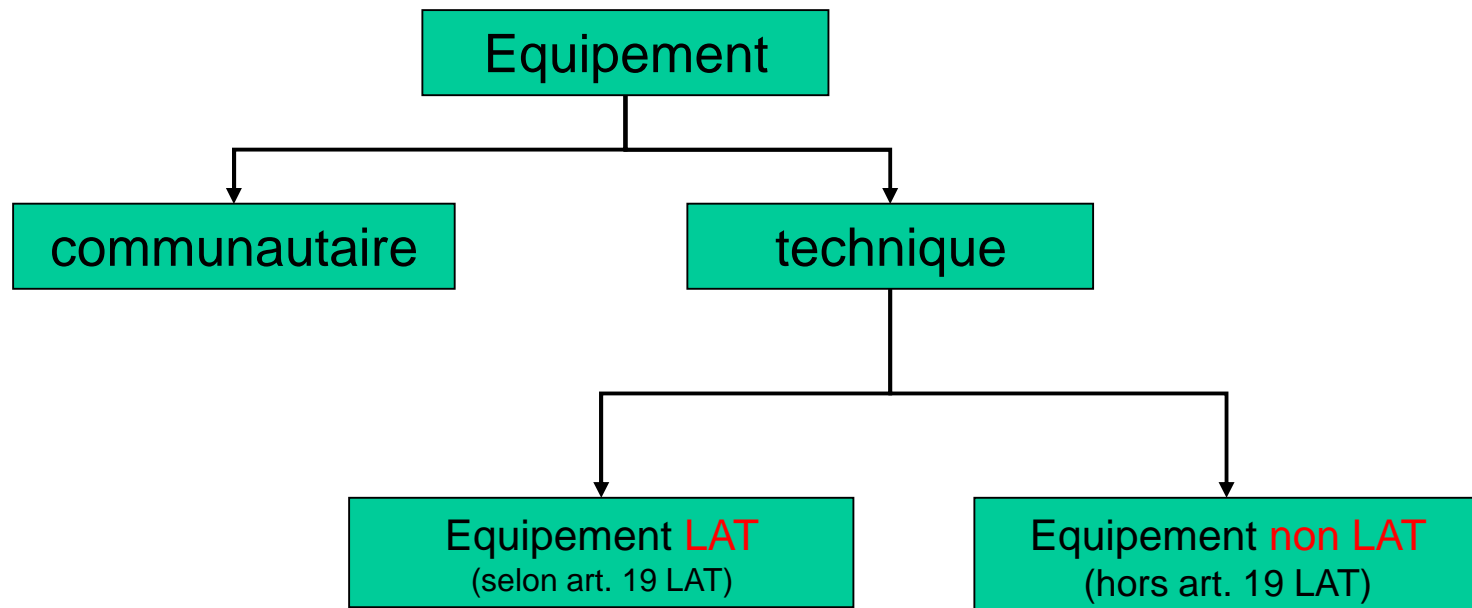 Equipement
communautaire
technique
Equipement LAT
(selon art. 19 LAT)
Equipement non LAT
(hors art. 19 LAT)